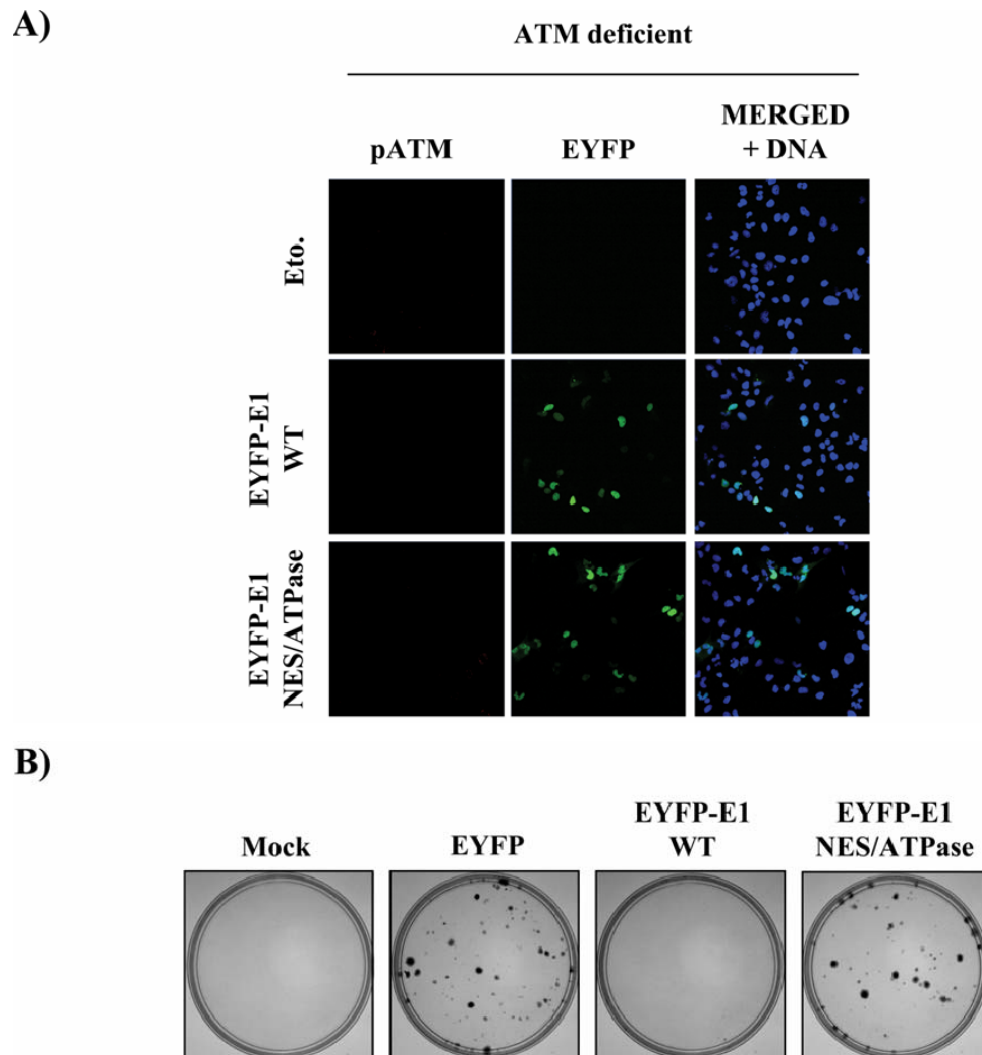 A)
ATM deficient
pATM
EYFP
MERGED
+ DNA
Eto.
EYFP-E1
WT
EYFP-E1
NES/ATPase
B)
Mock
EYFP
EYFP-E1
WT
EYFP-E1
NES/ATPase